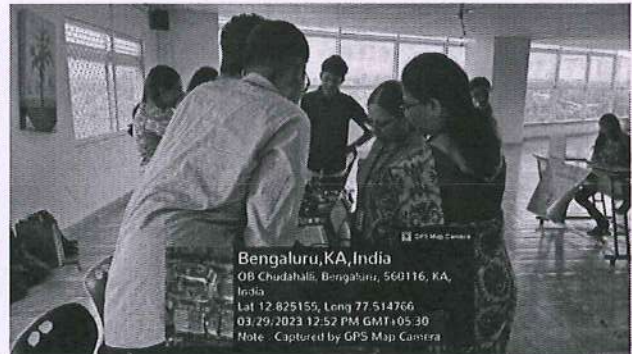 GPS Map Camera
Bengaluru,KA,India
OB Chudahalli, Bengaluru, 560116, KA,
India
Lat 12.825155, Long 77.514766
03/29/2023 12:52 PM GMT+05:30
Note : Captured by GPS Map Camera